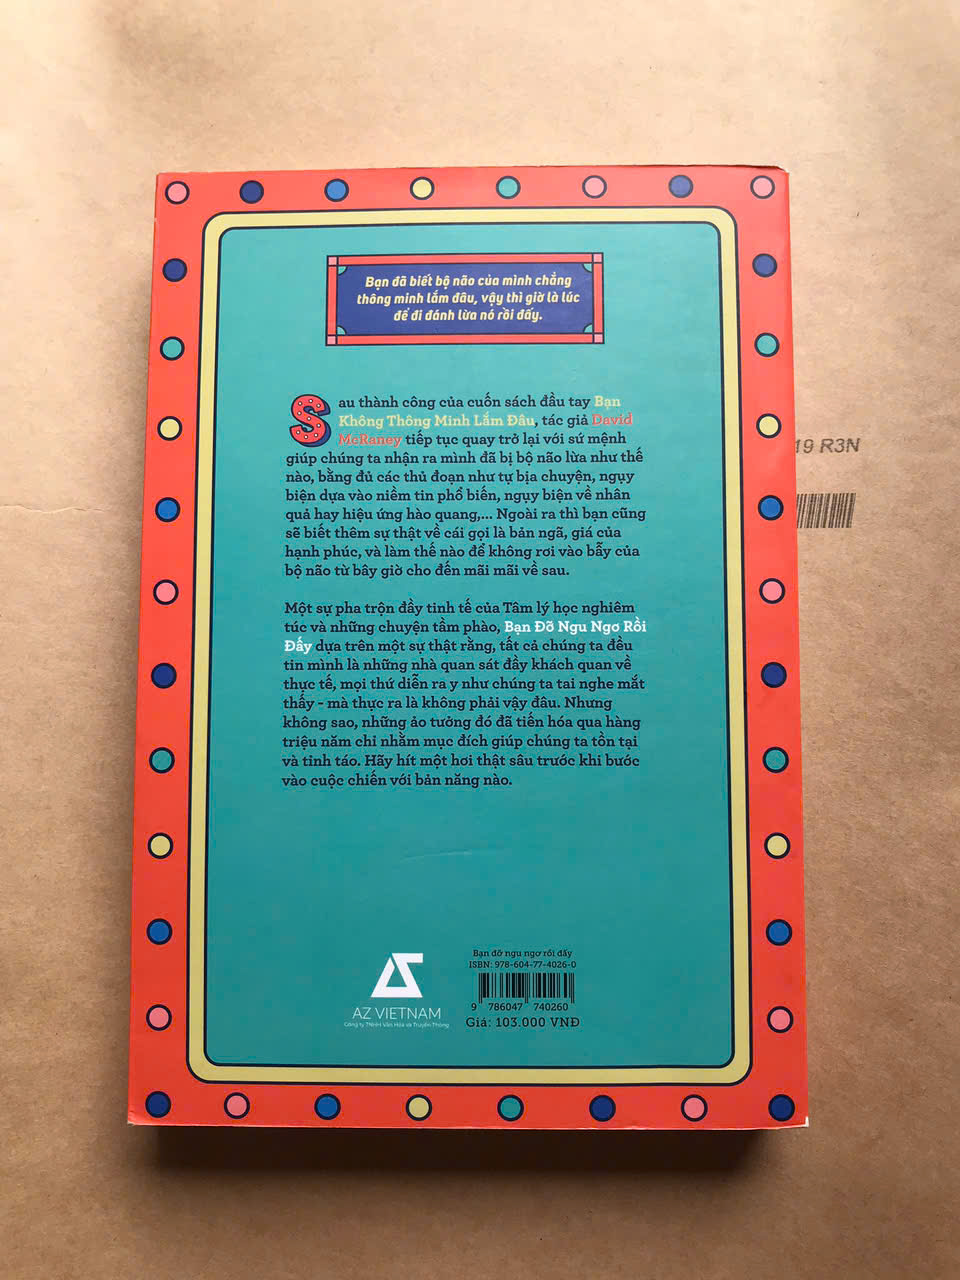 Bạn đã biết bộ não của mình chẳng
thông minh lắm đâu, vậy thì giờ là lúc
để đi đánh lừa nó rồi đấy.
Sau thành công của cuốn sách đầu tay Bạn
Không Thông Minh Lắm Đâu, tác giả David
McRaney tiếp tục quay trở lại với sứ mệnh
giúp chúng ta nhận ra mình đã bị bộ não lừa như thế
nào, bằng đủ các thủ đoạn như tự bịa chuyện, ngụy
biện dựa vào niềm tin phổ biến, ngụy biện về nhân
quả hay hiệu ứng hào quang,... Ngoài ra thì bạn cũng
sẽ biết thêm sự thật về cái gọi là bản ngã, giá của
hạnh phúc, và làm thế nào để không rơi vào bẫy của
bộ não từ bây giờ cho đến mãi mãi về sau.
Một sự pha trộn đầy tinh tế của Tâm lý học nghiêm
túc và những chuyện tầm phào, Bạn Đỡ Ngu Ngơ Rồi
Đấy dựa trên một sự thật rằng, tất cả chúng ta đều
tin mình là những nhà quan sát đầy khách quan về
thực tế, mọi thứ diễn ra y như chúng ta tai nghe mắt
thấy - mà thực ra là không phải vậy đâu. Nhưng
không sao, những ảo tưởng đó đã tiến hóa qua hàng
triệu năm chỉ nhằm mục đích giúp chúng ta tồn tại
và tỉnh táo. Hãy hít một hơi thật sâu trước khi bước
vào cuộc chiến với bản năng nào.
19 R3N
Bạn đỡ ngu ngơ rồi đấy
ISBN: 978-604-77-4026-0
9 786047 740260
Giá: 103.000 VNĐ
AZ VIETNAM
Công ty TNHH Văn Hóa và Truyền Thông